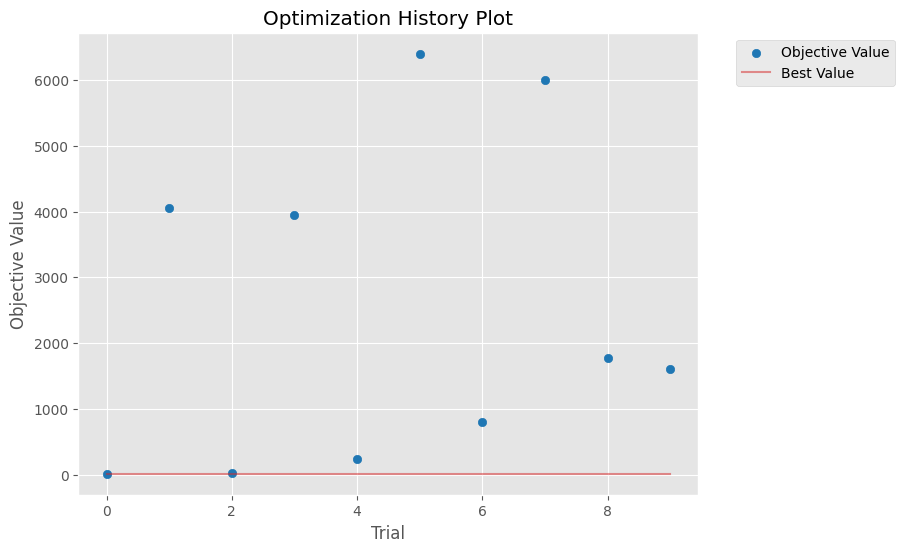 Optimization History Plot
Objective Value
Best Value
Objective Value
6000
5000
4000
3000
2000
1000
0
0 2 4 6 8
Trial